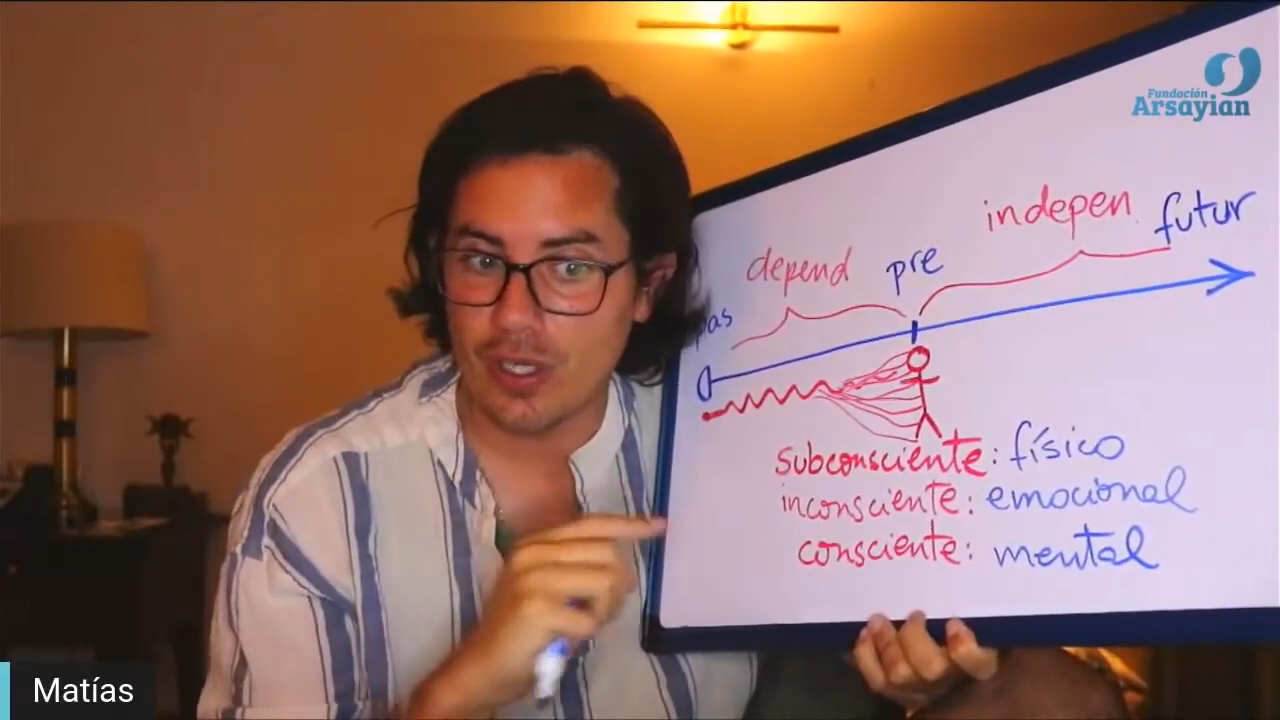 Fundación
Arsayian
indepen.
futur
depend
pre
pas
subconsciente: físico
inconsciente: emocional
consciente: mental
Matías